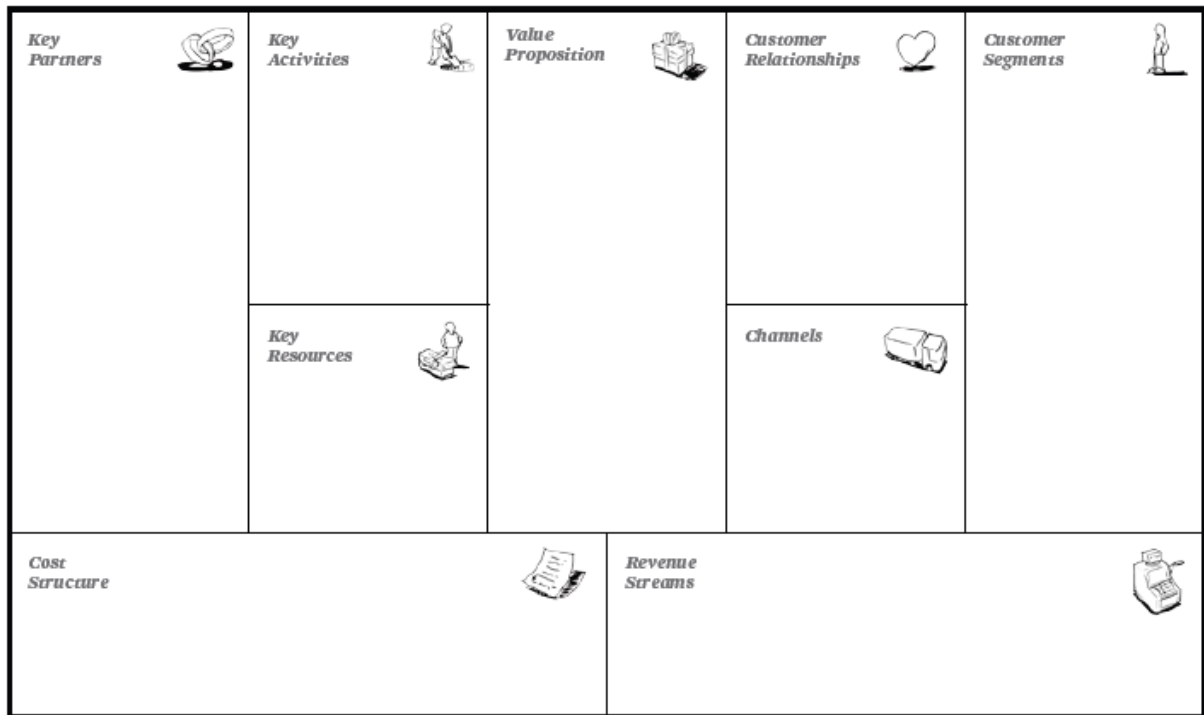 Key
Partners
Key
Activities
Value
Proposition
Customer
Relationships
Customer
Segments
Key
Resources
Channels
Cost
Structure
Revenue
Streams